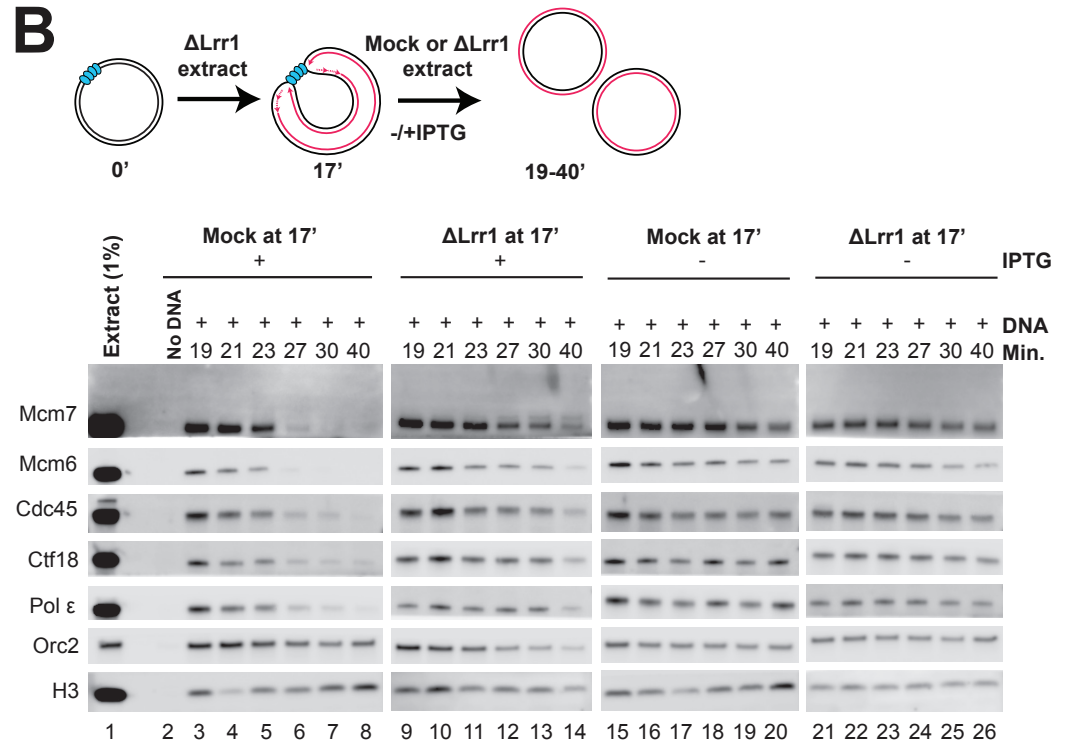 B
ΔLrr1
extract
Mock or ΔLrr1
extract
-/+IPTG
0’
17’
19-40’
Extract (1%)
No DNA
Mock at 17’ ΔLrr1 at 17’ Mock at 17’ ΔLrr1 at 17’
+ + - - IPTG
+ + + + + + + + + + + + + + + + + + + + + + + + DNA
19 21 23 27 30 40 19 21 23 27 30 40 19 21 23 27 30 40 19 21 23 27 30 40 Min.
Mcm7
Mcm6
Cdc45
Ctf18
Pol ε
Orc2
H3
1 2 3 4 5 6 7 8 9 10 11 12 13 14 15 16 17 18 19 20 21 22 23 24 25 26